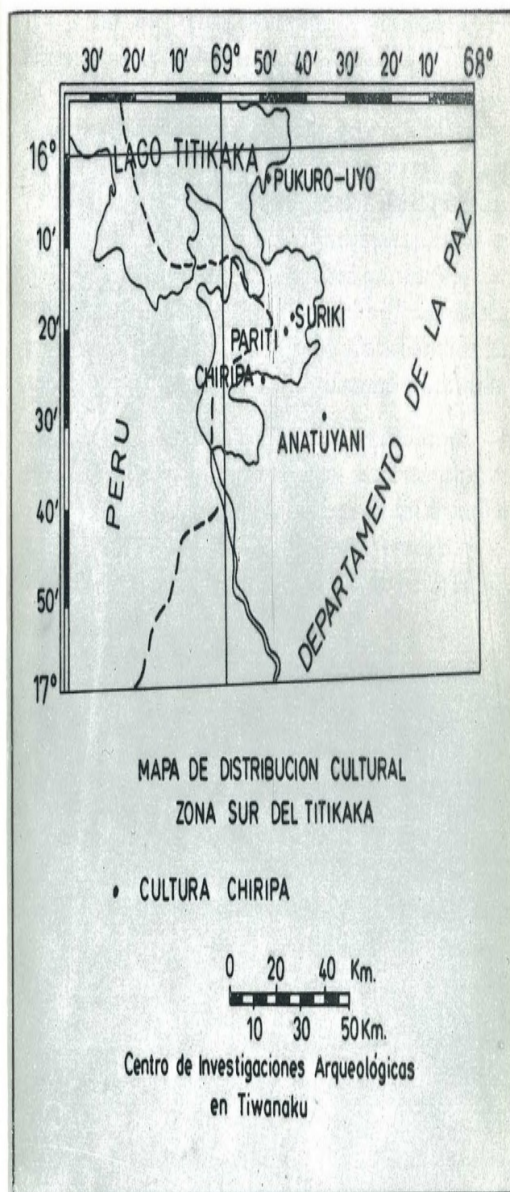 30' 20' 10' 69° 50' 40' 30' 20' 10' 68°
16°
LAGO TITIKAKA
PUKURO-UYO
10'
20'
SURIKI
PARITI
CHIRIPA
30'
ANATUYANI
PERU
DEPARTAMENTO DE LA PAZ
40'
50'
17°
MAPA DE DISTRIBUCION CULTURAL
ZONA SUR DEL TITIKAKA
• CULTURA CHIRIPA
0 20 40 Km.
10 30 50 Km.
Centro de Investigaciones Arqueológicas
en Tiwanaku